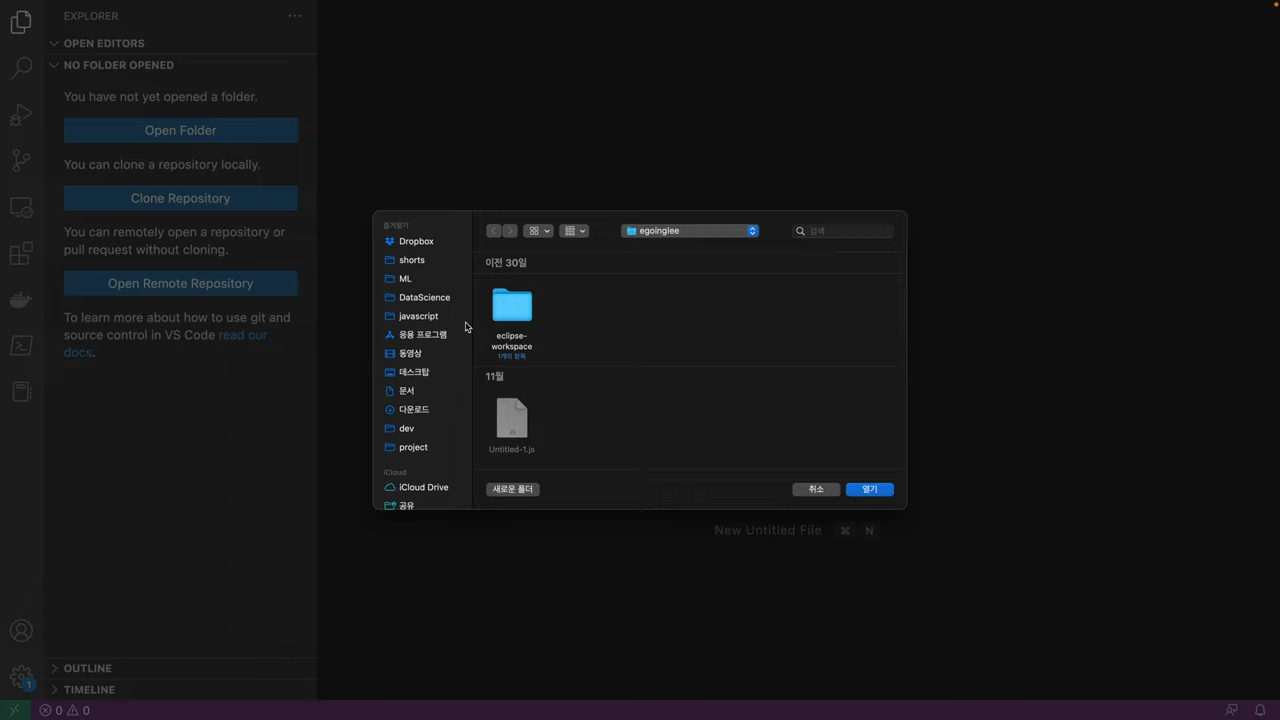 EXPLORER
OPEN EDITORS
NO FOLDER OPENED
You have not yet opened a folder.
Open Folder
You can clone a repository locally.
Clone Repository
You can remotely open a repository or
pull request without cloning.
Open Remote Repository
To learn more about how to use git and
source control in VS Code read our
docs.
OUTLINE
TIMELINE
1
0
0
즐겨찾기
Dropbox
shorts
ML
DataScience
javascript
응용 프로그램
동영상
데스크탑
문서
다운로드
dev
project
iCloud
iCloud Drive
공유
egoinglee
검색
이전 30일
eclipse-
workspace
1개의 항목
11월
JS
Untitled-1.js
새로운 폴더
취소
열기
New Untitled File ⌘ N